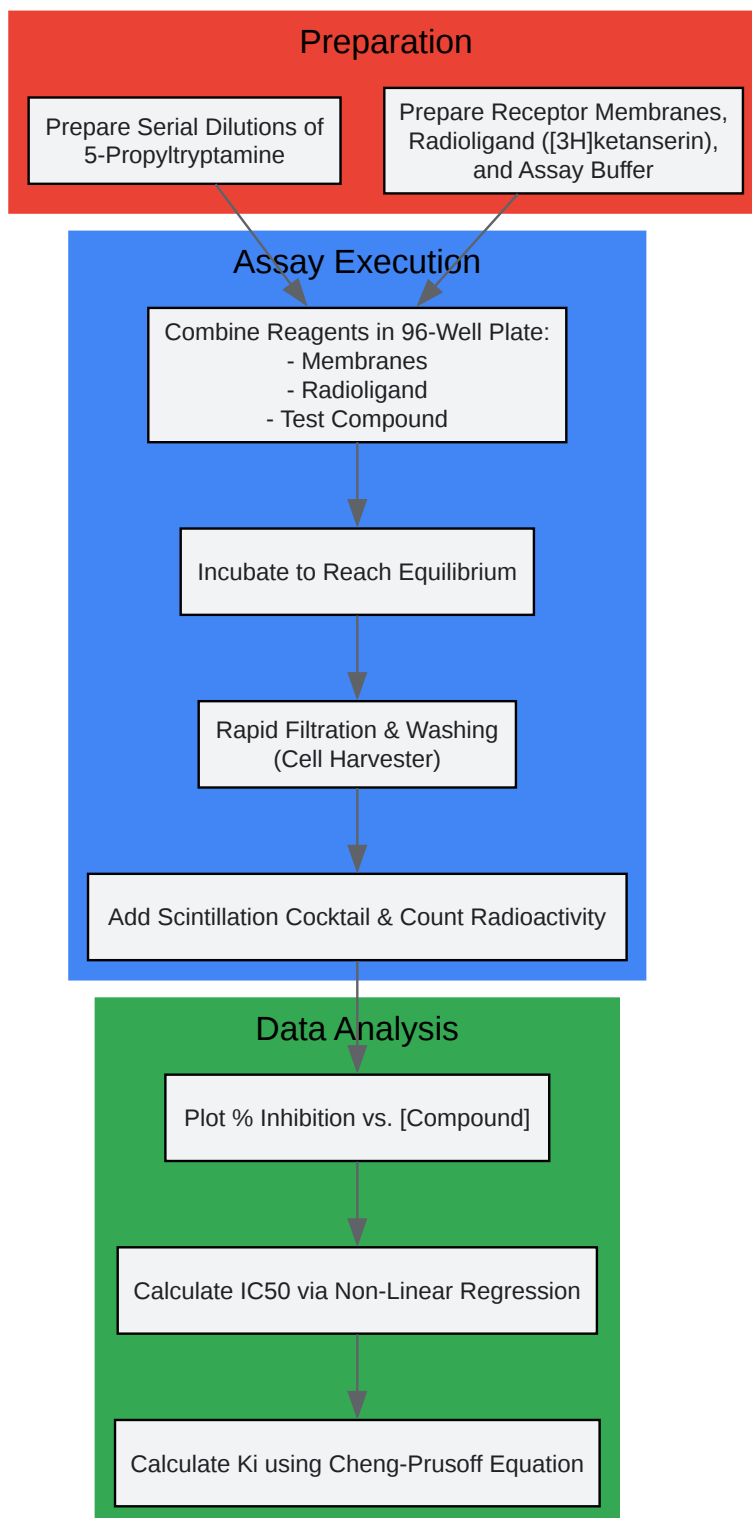 Preparation
Prepare Serial Dilutions of
5-Propyltryptamine
Prepare Receptor Membranes,
Radioligand ([3H]ketanserin),
and Assay Buffer
Assay Execution
Combine Reagents in 96-Well Plate:
- Membranes
- Radioligand
- Test Compound
Incubate to Reach Equilibrium
Rapid Filtration & Washing
(Cell Harvester)
Add Scintillation Cocktail & Count Radioactivity
Data Analysis
Plot % Inhibition vs. [Compound]
Calculate IC50 via Non-Linear Regression
Calculate Ki using Cheng-Prusoff Equation